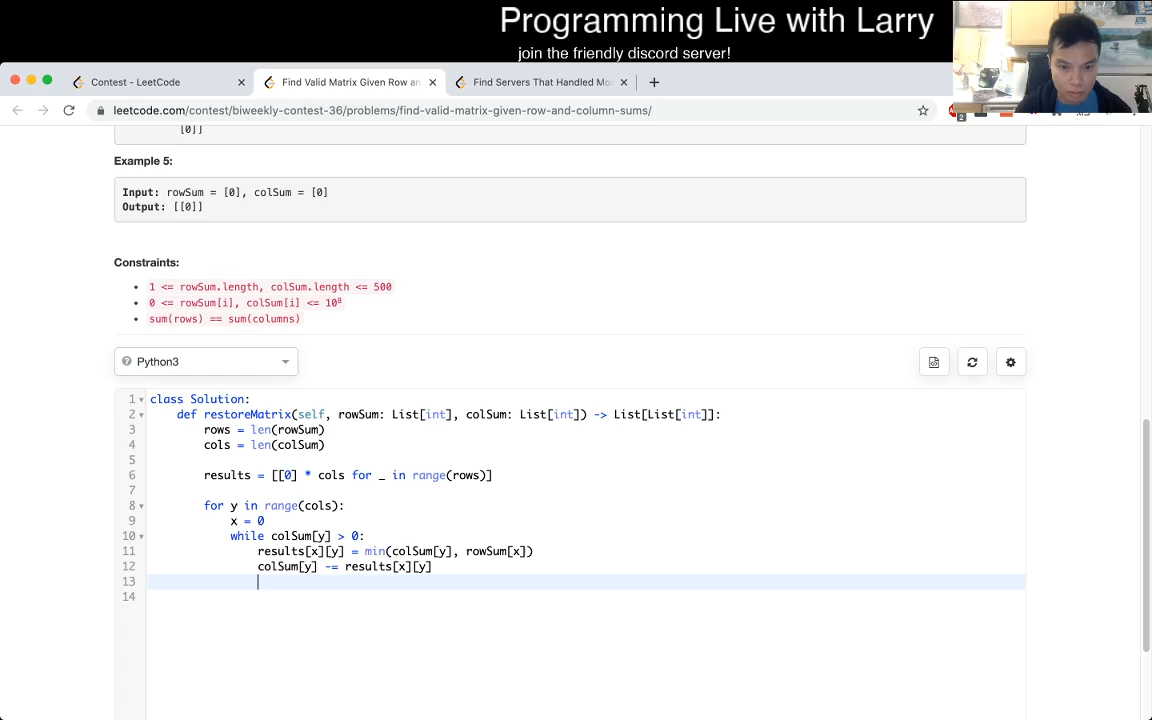 Programming Live with Larry
join the friendly discord server!
Contest - LeetCode
Find Valid Matrix Given Row an
Find Servers That Handled Mo
leetcode.com/contest/biweekly-contest-36/problems/find-valid-matrix-given-row-and-column-sums/
2
[0]]
Example 5:
Input: rowSum = [0], colSum = [0]
Output: [[0]]
Constraints:
1 <= rowSum.length, colSum.length <= 500
0 <= rowSum[i], colSum[i] <= 10⁸
sum(rows) == sum(columns)
Python3
1 class Solution:
2 def restoreMatrix(self, rowSum: List[int], colSum: List[int]) -> List[List[int]]:
3 rows = len(rowSum)
4 cols = len(colSum)
5
6 results = [[0] * cols for _ in range(rows)]
7
8 for y in range(cols):
9 x = 0
10 while colSum[y] > 0:
11 results[x][y] = min(colSum[y], rowSum[x])
12 colSum[y] -= results[x][y]
13
14